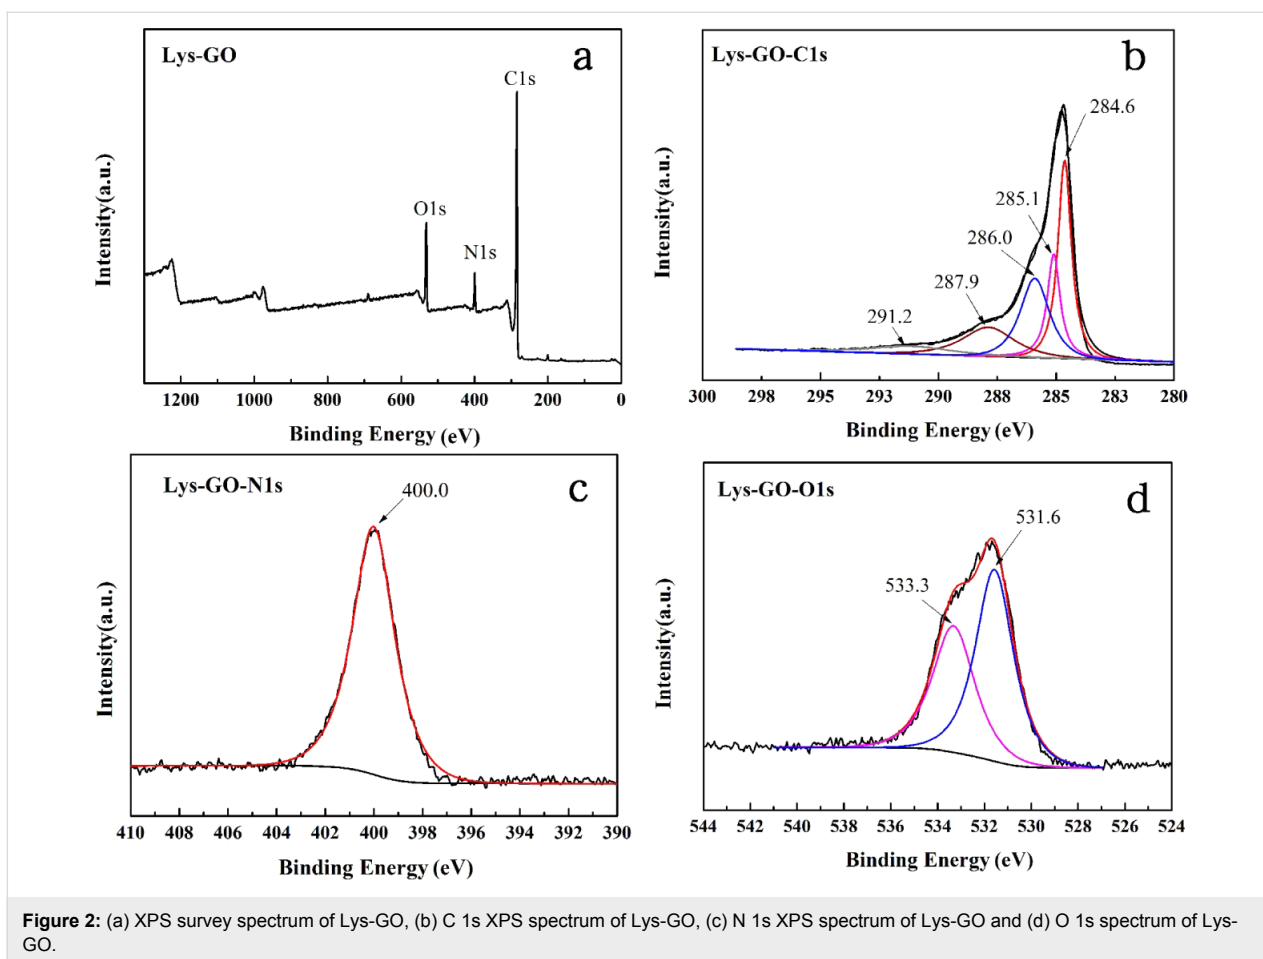 Lys-GO
a
C1s
O1s
N1s
Intensity(a.u.)
1200 1000 800 600 400 200 0
Binding Energy (eV)
Lys-GO-C1s
b
284.6
285.1
286.0
287.9
291.2
Intensity(a.u.)
300 298 295 293 290 288 285 283 280
Binding Energy (eV)
Lys-GO-N1s
c
400.0
Intensity(a.u.)
410 408 406 404 402 400 398 396 394 392 390
Binding Energy (eV)
Lys-GO-O1s
d
531.6
533.3
Intensity(a.u.)
544 542 540 538 536 534 532 530 528 526 524
Binding Energy (eV)
Figure 2: (a) XPS survey spectrum of Lys-GO, (b) C 1s XPS spectrum of Lys-GO, (c) N 1s XPS spectrum of Lys-GO and (d) O 1s spectrum of Lys-
GO.